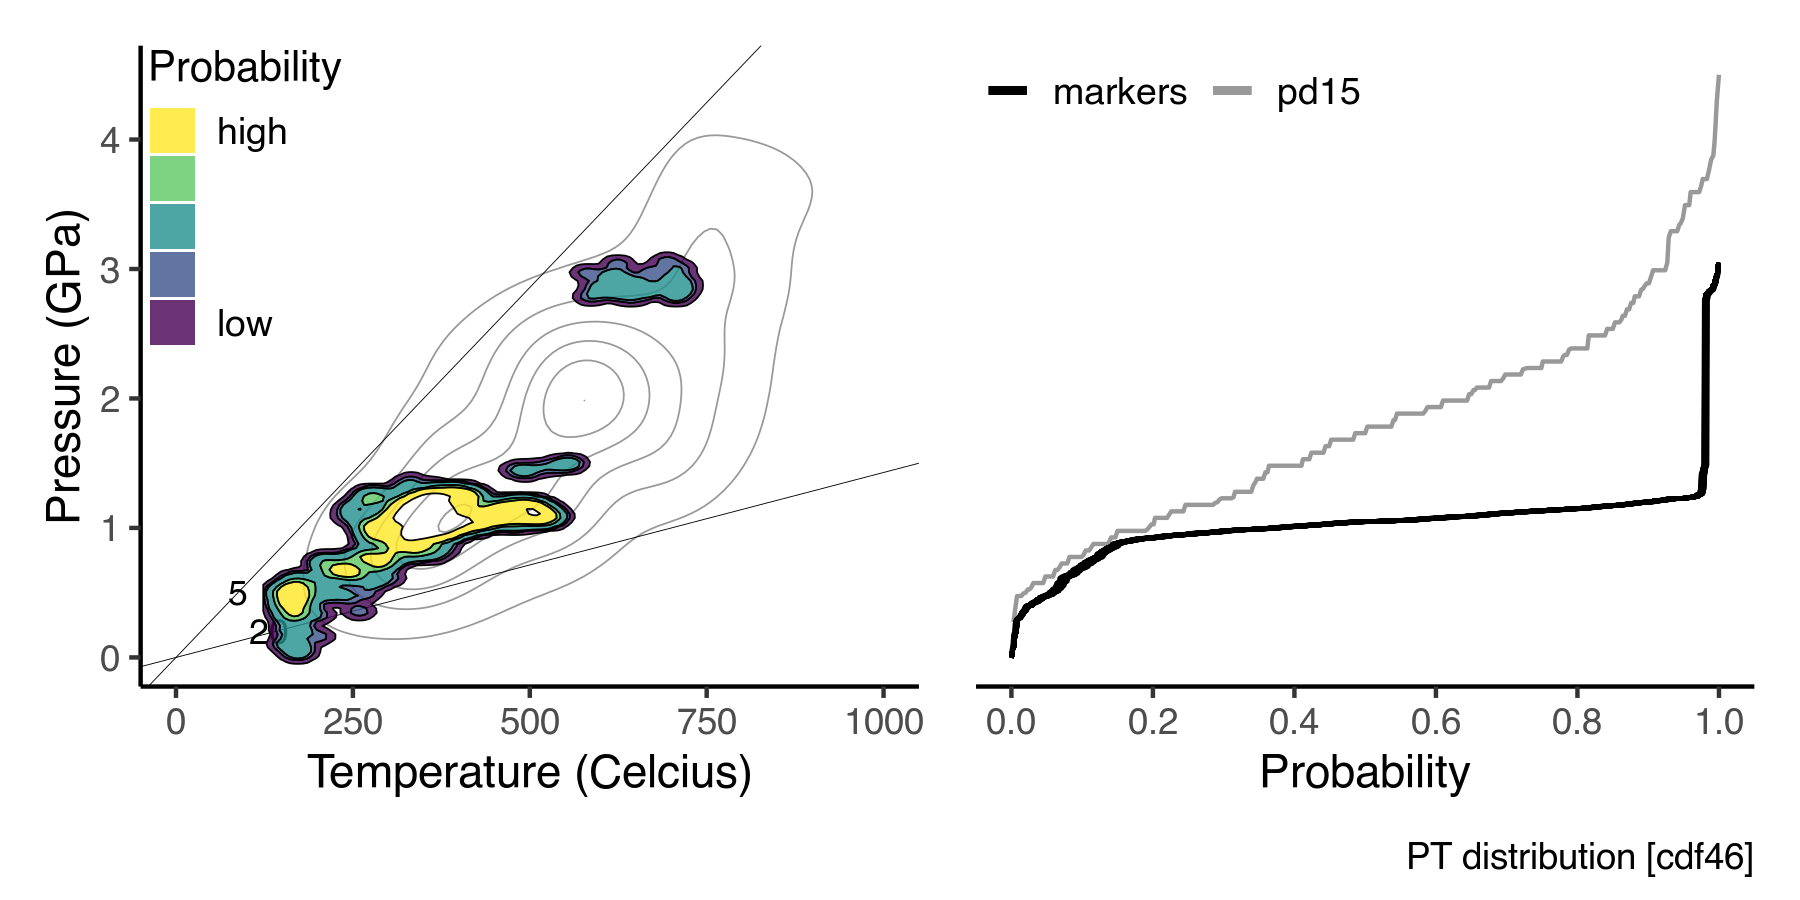 Probability
high
low
Pressure (GPa)
4
3
2
1
0
5
2
0
250
500
750
1000
Temperature (Celcius)
markers
pd15
0.0
0.2
0.4
0.6
0.8
1.0
Probability
PT distribution [cdf46]